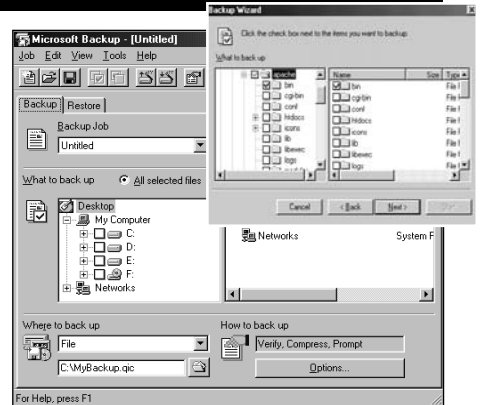 Backup Wizard
Click the check box next to the items you want to backup.
What to back up
apache
bin
cgi-bin
conf
htdocs
icons
lib
libexec
logs
Name Size Type
bin File f
cgi-bin File f
conf File f
htdocs File f
icons File f
lib File f
libexec File f
logs File f
Cancel < Back Next >
Microsoft Backup - [Untitled]
Job Edit View Tools Help
Backup Restore
Backup Job
Untitled
What to back up All selected files
Desktop
My Computer
C:
D:
E:
F:
Networks
Networks System F
Where to back up
File
C:\MyBackup.qic
How to back up
Verify, Compress, Prompt
Options...
For Help, press F1